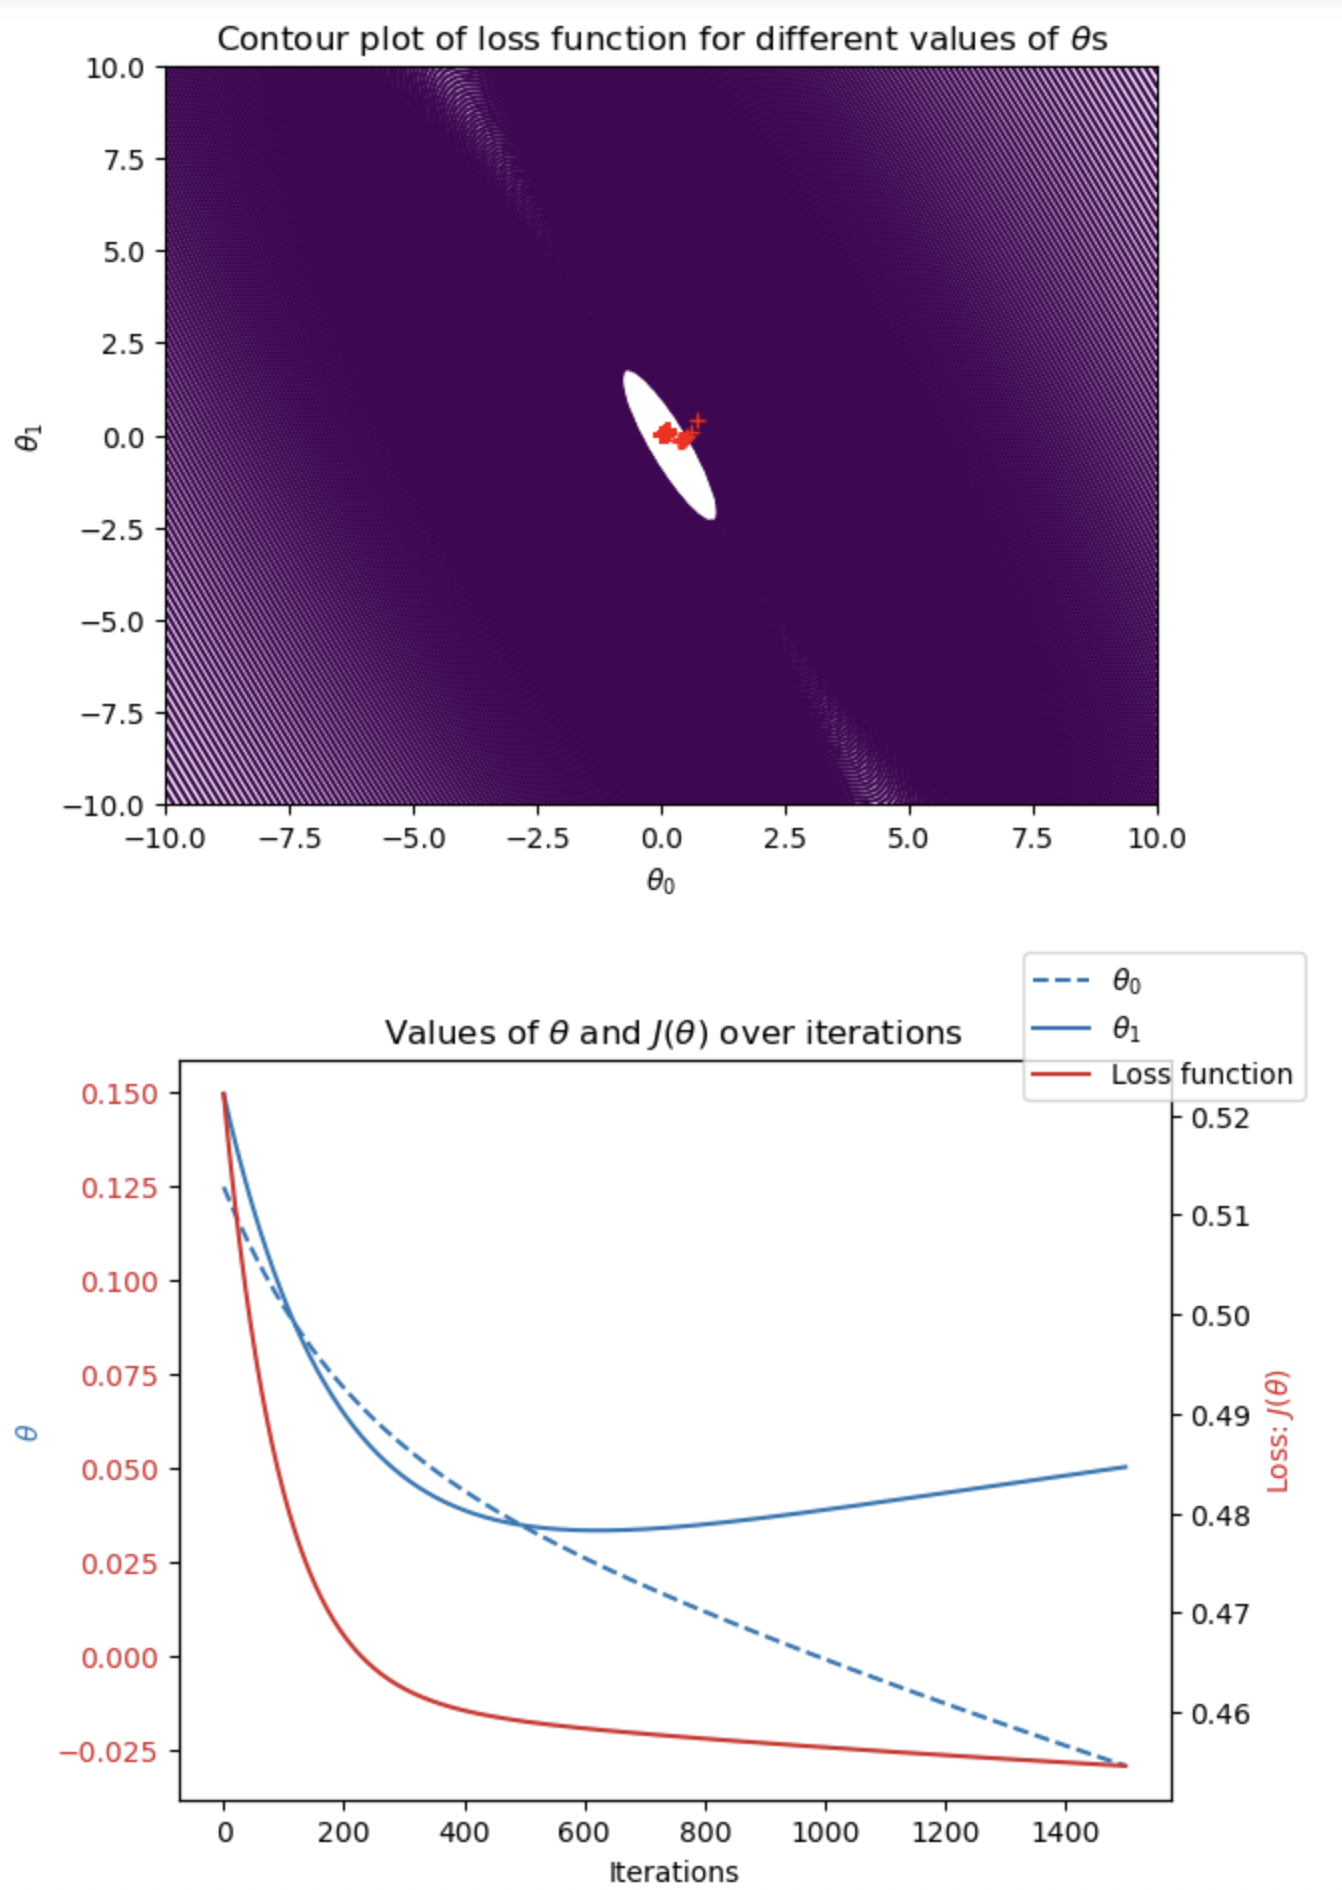 Contour plot of loss function for different values of θs
10.0
7.5
5.0
2.5
0.0
−2.5
−5.0
−7.5
−10.0
θ₁
−10.0 −7.5 −5.0 −2.5 0.0 2.5 5.0 7.5 10.0
θ₀
θ₀
θ₁
Loss function
Values of θ and J(θ) over iterations
0.150
0.125
0.100
0.075
0.050
0.025
0.000
−0.025
θ
0.52
0.51
0.50
0.49
0.48
0.47
0.46
Loss: J(θ)
0 200 400 600 800 1000 1200 1400
Iterations